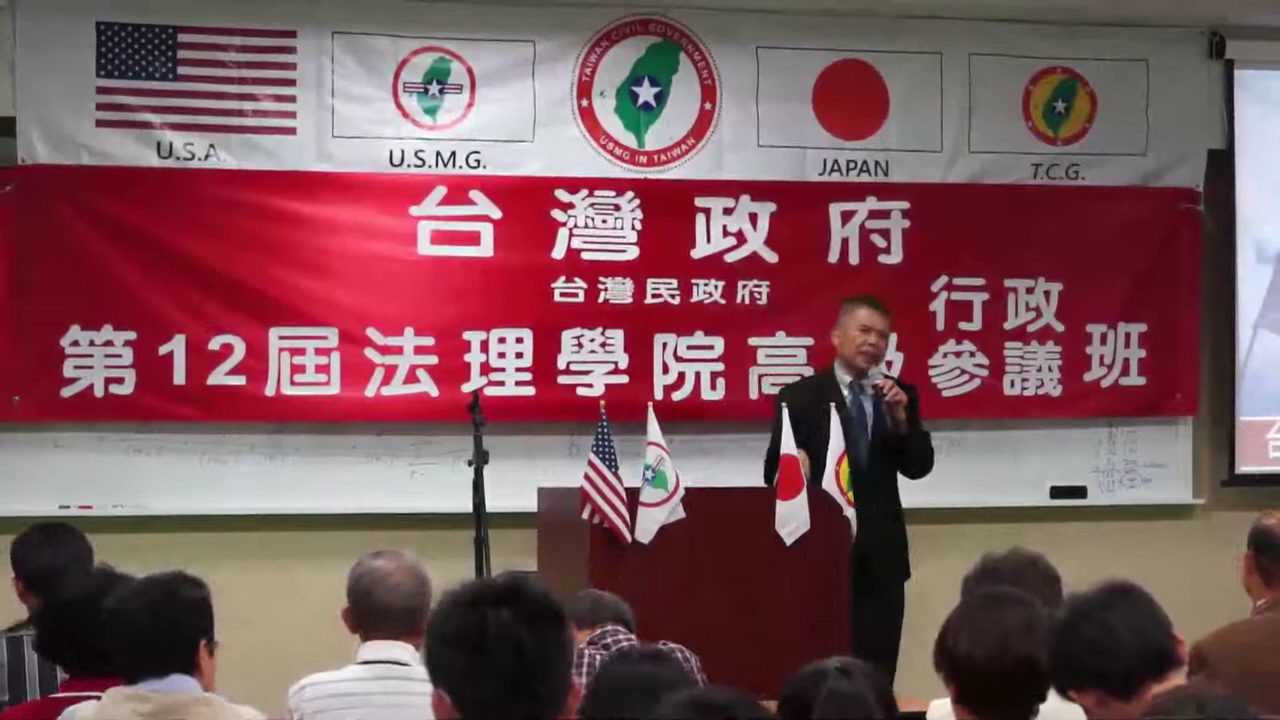 TAIWAN CIVIL GOVERNMENT
USMG IN TAIWAN
U.S.A.
U.S.M.G.
JAPAN
T.C.G.
台灣政府
台灣民政府
行政
第12屆法理學院高 參議班